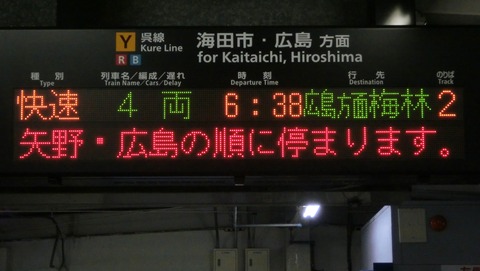 Y 呉線 海田市・広島 方面
R B Kure Line for Kaitaichi, Hiroshima
種別 列車名/編成/遅れ 時刻 行先 のりば
Type Train Name/Cars/Delay Departure Time Destination Track
快速 4両 6:38 広島方面梅林 2
矢野・広島の順に停まります。